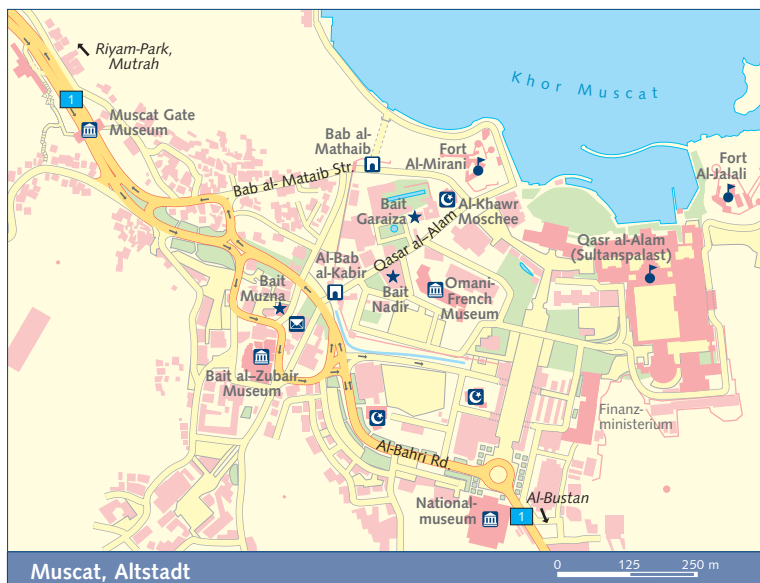 Riyam-Park,
Mutrah
Khor Muscat
1
Muscat Gate
Museum
Bab al-
Mathaib
Fort
Al-Mirani
Fort
Al-Jalali
Bab al- Mataib Str.
Bait
Garaiza
Al-Khawr
Moschee
Qasar al-Alam
Qasr al-Alam
(Sultanspalast)
Al-Bab
al-Kabir
Bait
Muzna
Bait
Nadir
Omani-
French
Museum
Bait al-Zubair
Museum
Finanz-
ministerium
Al-Bahri Rd.
National-
museum
Al-Bustan
1
Muscat, Altstadt
0 125 250 m